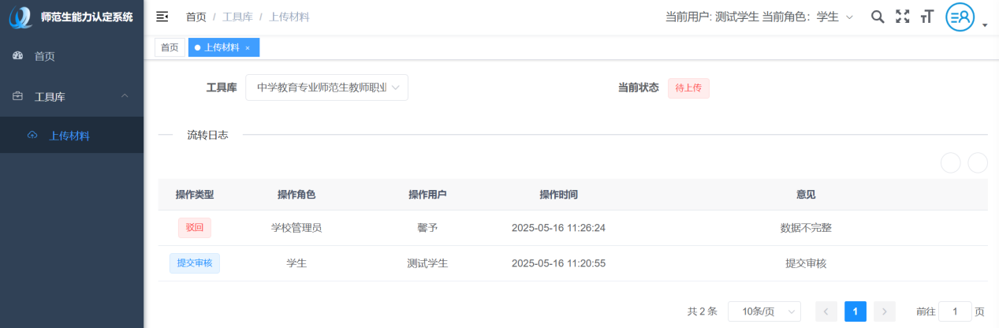 师范生能力认定系统
首页 / 工具库 / 上传材料
当前用户: 测试学生 当前角色: 学生
首页
上传材料 ×
首页
工具库
上传材料
工具库 中学教育专业师范生教师职业
当前状态 待上传
流转日志
操作类型 操作角色 操作用户 操作时间 意见
驳回 学校管理员 馨予 2025-05-16 11:26:24 数据不完整
提交审核 学生 测试学生 2025-05-16 11:20:55 提交审核
共 2 条 10条/页 < 1 > 前往 1 页